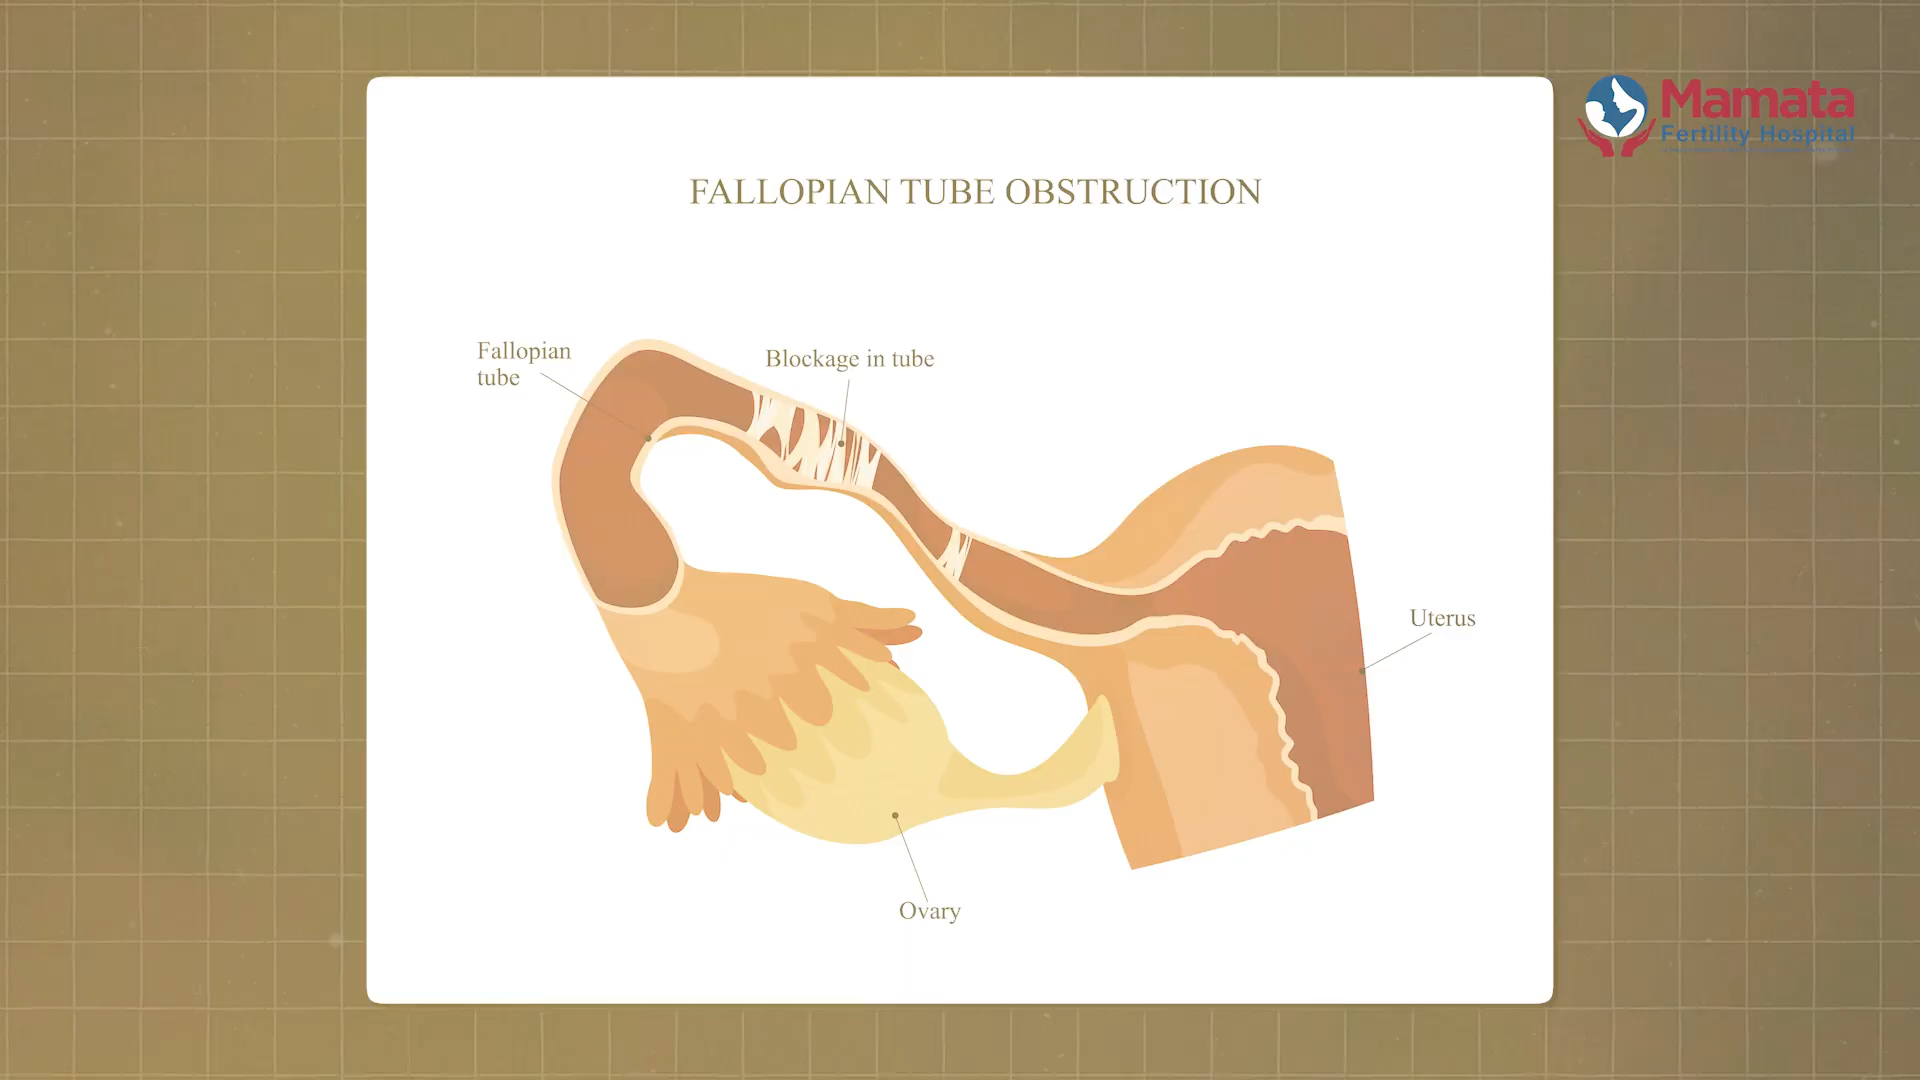 Mamata
Fertility Hospital
FALLOPIAN TUBE OBSTRUCTION
Fallopian
tube
Blockage in tube
Uterus
Ovary